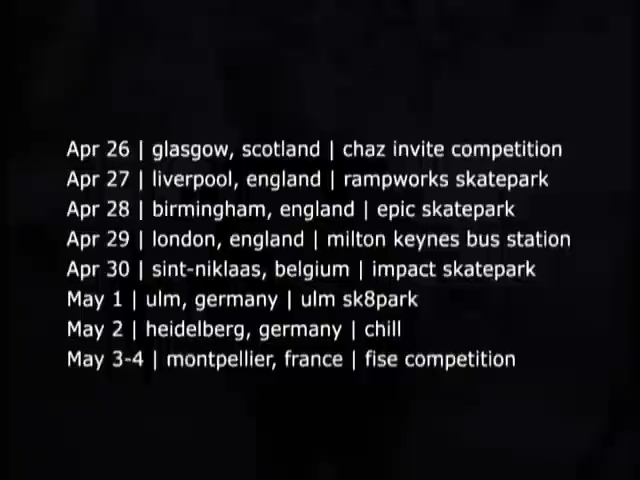 Apr 26 | glasgow, scotland | chaz invite competition
Apr 27 | liverpool, england | rampworks skatepark
Apr 28 | birmingham, england | epic skatepark
Apr 29 | london, england | milton keynes bus station
Apr 30 | sint-niklaas, belgium | impact skatepark
May 1 | ulm, germany | ulm sk8park
May 2 | heidelberg, germany | chill
May 3-4 | montpellier, france | fise competition